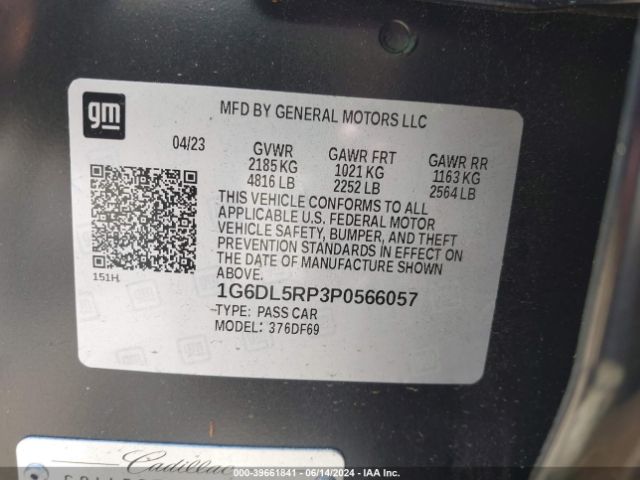 gm
MFD BY GENERAL MOTORS LLC
04/23
GVWR
2185 KG
4816 LB
GAWR FRT
1021 KG
2252 LB
GAWR RR
1163 KG
2564 LB
THIS VEHICLE CONFORMS TO ALL
APPLICABLE U.S. FEDERAL MOTOR
VEHICLE SAFETY, BUMPER, AND THEFT
PREVENTION STANDARDS IN EFFECT ON
THE DATE OF MANUFACTURE SHOWN
ABOVE.
151H
1G6DL5RP3P0566057
TYPE: PASS CAR
MODEL: 376DF69
Cadillac
000 - 39661841 - 06/14/2024 - IAA Inc.